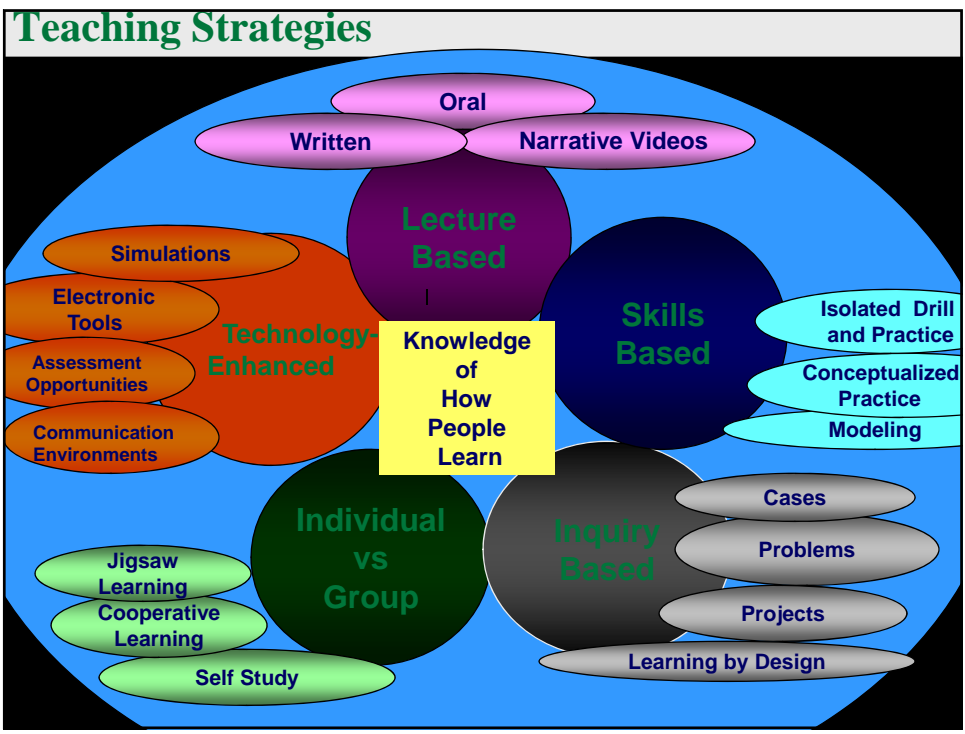 Teaching Strategies
Oral
Written
Narrative Videos
Lecture
Based
Simulations
Electronic
Tools
Assessment
Opportunities
Communication
Environments
Technology-
Enhanced
Knowledge
of
How
People
Learn
Skills
Based
Isolated Drill
and Practice
Conceptualized
Practice
Modeling
Individual
vs
Group
Jigsaw
Learning
Cooperative
Learning
Self Study
Inquiry
Based
Cases
Problems
Projects
Learning by Design